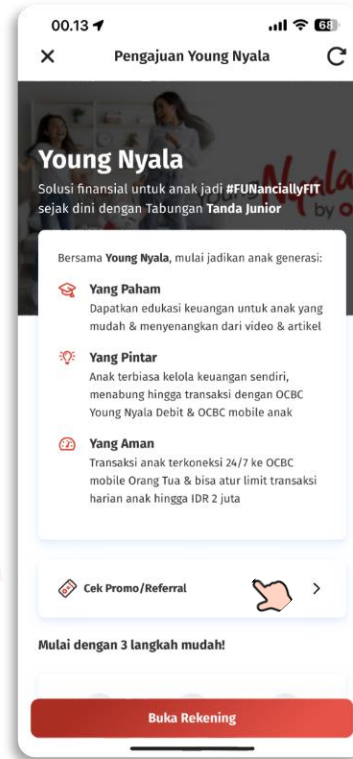 00.13
68
Pengajuan Young Nyala
Young Nyala
Solusi finansial untuk anak jadi #FUNanciallyFIT
sejak dini dengan Tabungan Tanda Junior
Young Nyala
by O
Bersama Young Nyala, mulai jadikan anak generasi:
Yang Paham
Dapatkan edukasi keuangan untuk anak yang
mudah & menyenangkan dari video & artikel
Yang Pintar
Anak terbiasa kelola keuangan sendiri,
menabung hingga transaksi dengan OCBC
Young Nyala Debit & OCBC mobile anak
Yang Aman
Transaksi anak terkoneksi 24/7 ke OCBC
mobile Orang Tua & bisa atur limit transaksi
harian anak hingga IDR 2 juta
Cek Promo/Referral
Mulai dengan 3 langkah mudah!
Buka Rekening